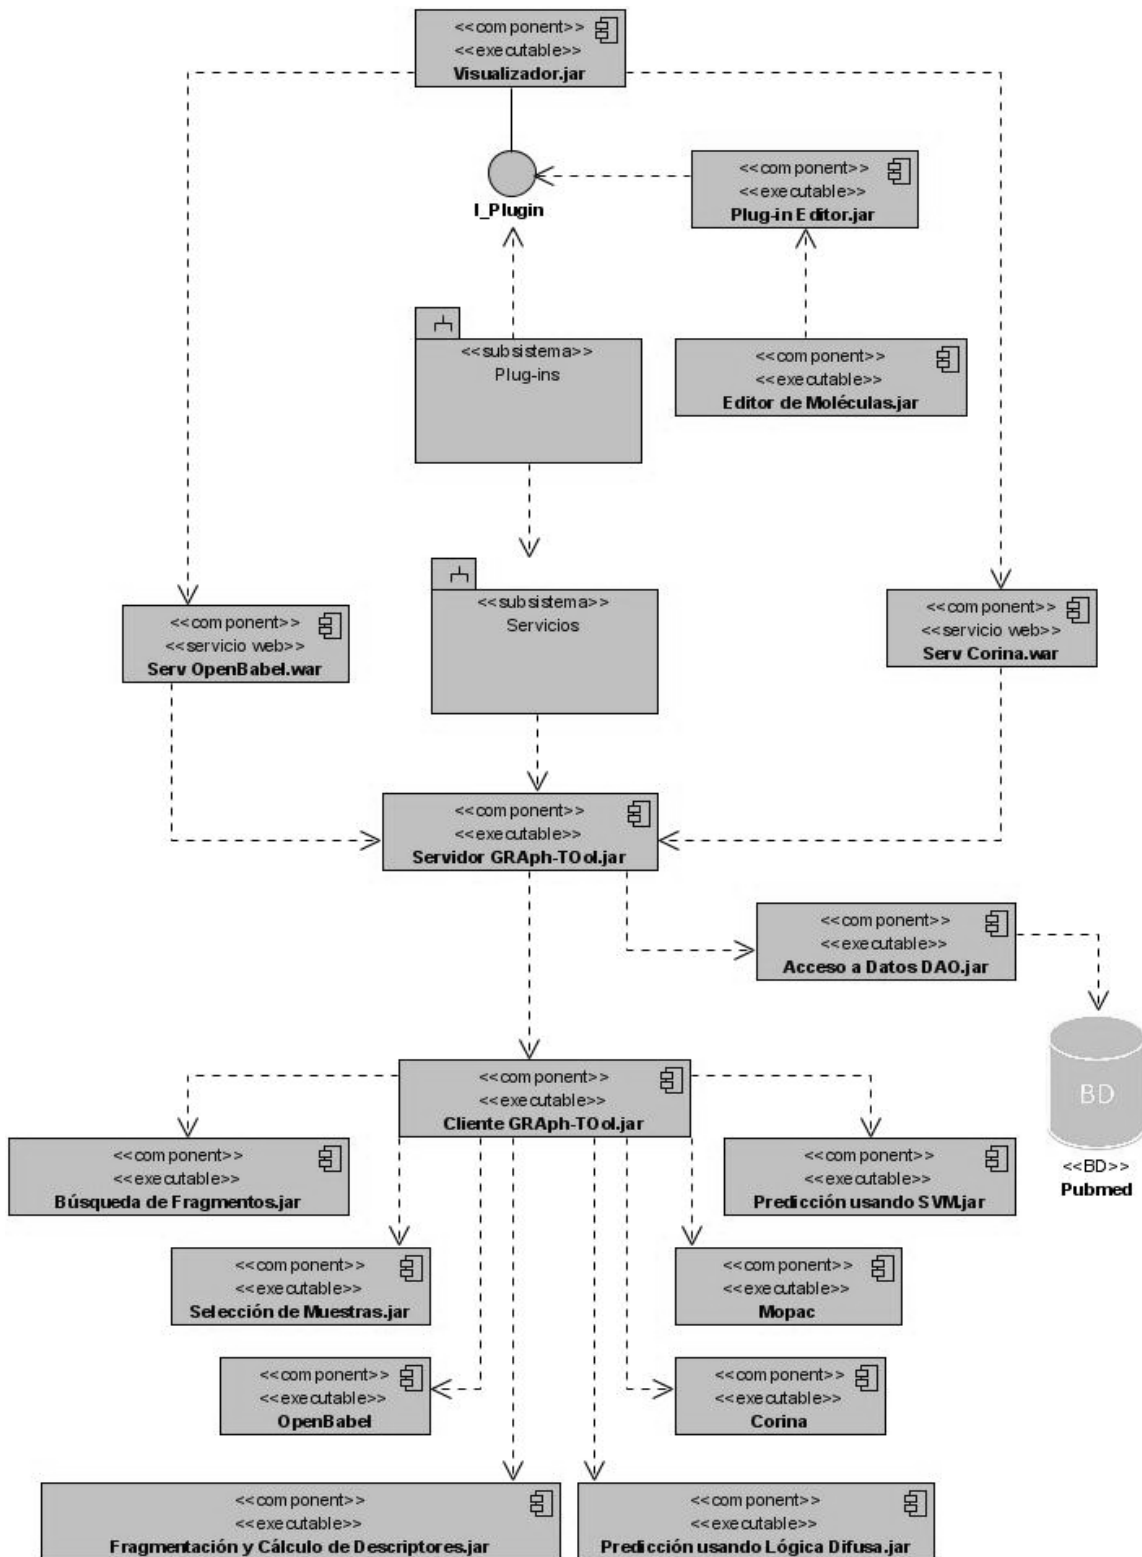 <<component>>
<<executable>>
Visualizador.jar
I_Plugin
<<component>>
<<executable>>
Plug-in Editor.jar
<<subsistema>>
Plug-ins
<<component>>
<<executable>>
Editor de Moléculas.jar
<<component>>
<<servicio web>>
Serv OpenBabel.war
<<subsistema>>
Servicios
<<component>>
<<servicio web>>
Serv Corina.war
<<component>>
<<executable>>
Servidor GRAph-TOol.jar
<<component>>
<<executable>>
Acceso a Datos DAO.jar
BD
<<BD>>
Pubmed
<<component>>
<<executable>>
Cliente GRAph-TOol.jar
<<component>>
<<executable>>
Búsqueda de Fragmentos.jar
<<component>>
<<executable>>
Predicción usando SVM.jar
<<component>>
<<executable>>
Selección de Muestras.jar
<<component>>
<<executable>>
Mopac
<<component>>
<<executable>>
OpenBabel
<<component>>
<<executable>>
Corina
<<component>>
<<executable>>
Fragmentación y Cálculo de Descriptores.jar
<<component>>
<<executable>>
Predicción usando Lógica Difusa.jar